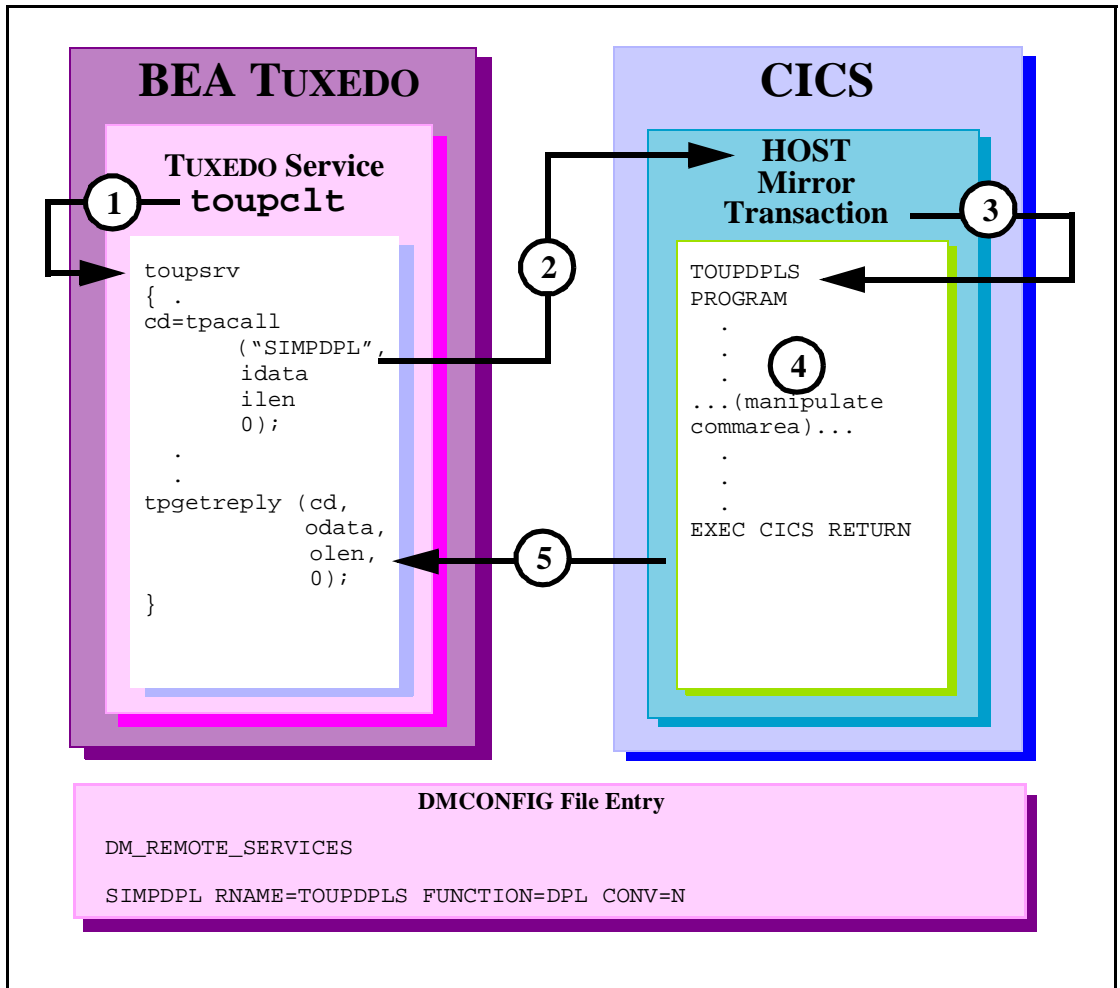 BEA TUXEDO
TUXEDO Service
toupclt
1
toupsrv
{ .
cd=tpacall
(“SIMPDPL”,
idata
ilen
0);
.
.
tpgetreply (cd,
odata,
olen,
0);
}
2
5
CICS
HOST
Mirror
Transaction
3
TOUPDPLS
PROGRAM
.
.
.
4
...(manipulate
commarea)...
.
.
.
EXEC CICS RETURN
DMCONFIG File Entry
DM_REMOTE_SERVICES
SIMPDPL RNAME=TOUPDPLS FUNCTION=DPL CONV=N